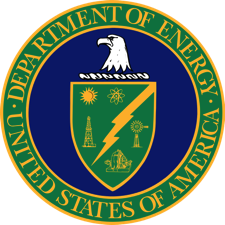 · DEPARTMENT OF ENERGY ·
UNITED STATES OF AMERICA